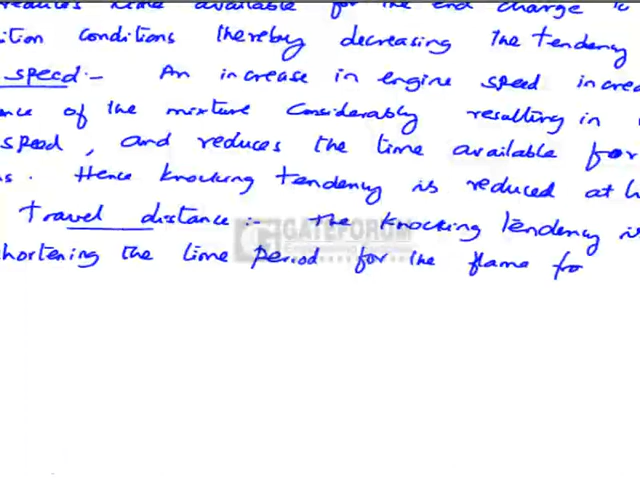 reduces time available for the end charge to
ition conditions thereby decreasing the tendency
speed :- An increase in engine speed increa
nce of the mixture considerably resulting in
speed, and reduces the time available for
s. Hence knocking tendency is reduced at h
Travel distance :- The knocking tendency is
hortening the time period for the flame fro
GATEFORUM